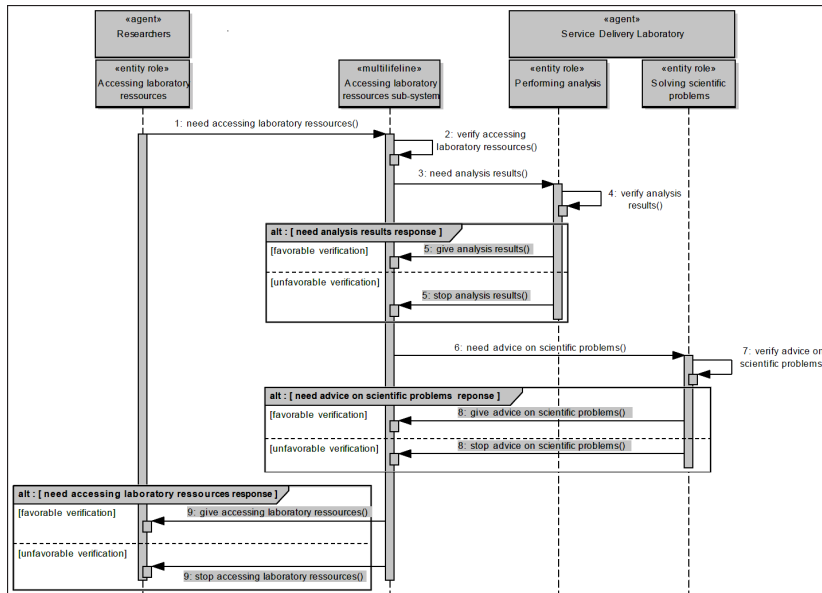 «agent»
Researchers
«agent»
Service Delivery Laboratory
«entity role»
Accessing laboratory
ressources
«multilifeline»
Accessing laboratory
ressources sub-system
«entity role»
Performing analysis
«entity role»
Solving scientific
problems
1: need accessing laboratory ressources()
2: verify accessing
laboratory ressources()
3: need analysis results()
4: verify analysis
results()
alt : [ need analysis results response ]
[favorable verification]
5: give analysis results()
[unfavorable verification]
5: stop analysis results()
6: need advice on scientific problems()
7: verify advice on
scientific problems
alt : [ need advice on scientific problems reponse ]
[favorable verification]
8: give advice on scientific problems()
[unfavorable verification]
8: stop advice on scientific problems()
alt : [ need accessing laboratory ressources response ]
[favorable verification]
9: give accessing laboratory ressources()
[unfavorable verification]
9: stop accessing laboratory ressources()